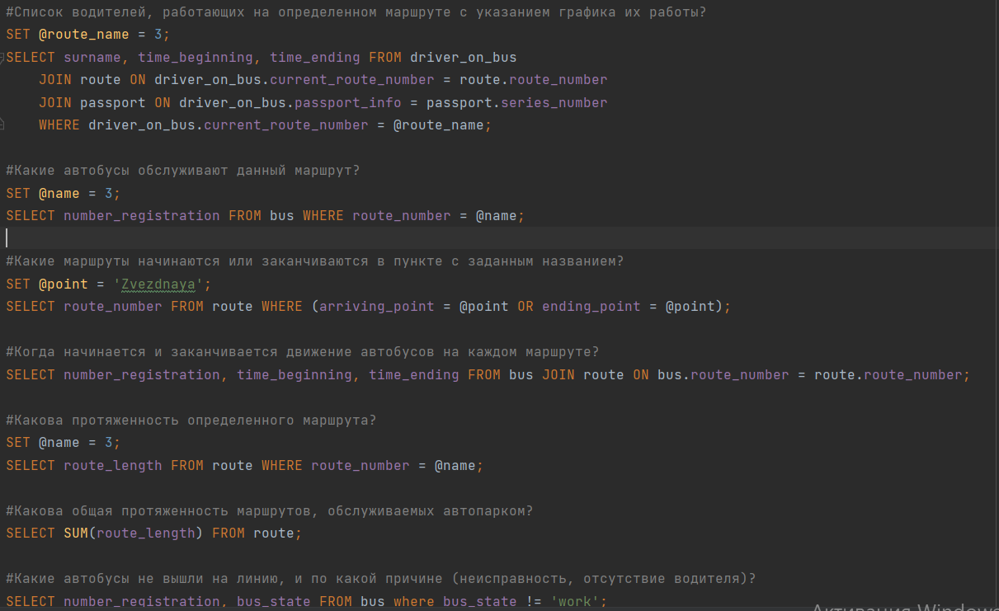 #Список водителей, работающих на определенном маршруте с указанием графика их работы?
SET @route_name = 3;
SELECT surname, time_beginning, time_ending FROM driver_on_bus
JOIN route ON driver_on_bus.current_route_number = route.route_number
JOIN passport ON driver_on_bus.passport_info = passport.series_number
WHERE driver_on_bus.current_route_number = @route_name;
#Какие автобусы обслуживают данный маршрут?
SET @name = 3;
SELECT number_registration FROM bus WHERE route_number = @name;
#Какие маршруты начинаются или заканчиваются в пункте с заданным названием?
SET @point = 'Zvezdnaya';
SELECT route_number FROM route WHERE (arriving_point = @point OR ending_point = @point);
#Когда начинается и заканчивается движение автобусов на каждом маршруте?
SELECT number_registration, time_beginning, time_ending FROM bus JOIN route ON bus.route_number = route.route_number;
#Какова протяженность определенного маршрута?
SET @name = 3;
SELECT route_length FROM route WHERE route_number = @name;
#Какова общая протяженность маршрутов, обслуживаемых автопарком?
SELECT SUM(route_length) FROM route;
#Какие автобусы не вышли на линию, и по какой причине (неисправность, отсутствие водителя)?
SELECT number_registration, bus_state FROM bus where bus_state != 'work';
Активация Windows